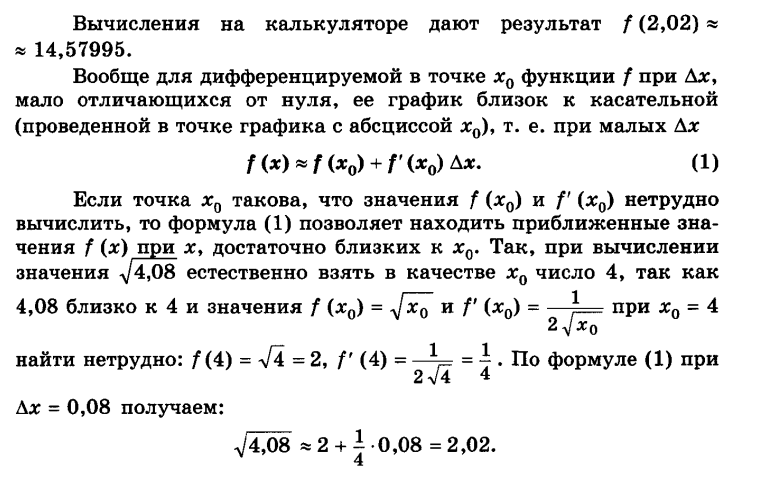 Вычисления на калькуляторе дают результат f (2,02) ≈
≈ 14,57995.
Вообще для дифференцируемой в точке x₀ функции f при Δx,
мало отличающихся от нуля, ее график близок к касательной
(проведенной в точке графика с абсциссой x₀), т. е. при малых Δx
f (x) ≈ f (x₀) + f′ (x₀) Δx. (1)
Если точка x₀ такова, что значения f (x₀) и f′ (x₀) нетрудно
вычислить, то формула (1) позволяет находить приближенные зна-
чения f (x) при x, достаточно близких к x₀. Так, при вычислении
значения √4,08 естественно взять в качестве x₀ число 4, так как
4,08 близко к 4 и значения f (x₀) = √x₀ и f′ (x₀) = 1/(2√x₀) при x₀ = 4
найти нетрудно: f (4) = √4 = 2, f′ (4) = 1/(2√4) = 1/4. По формуле (1) при
Δx = 0,08 получаем:
√4,08 ≈ 2 + 1/4 · 0,08 = 2,02.